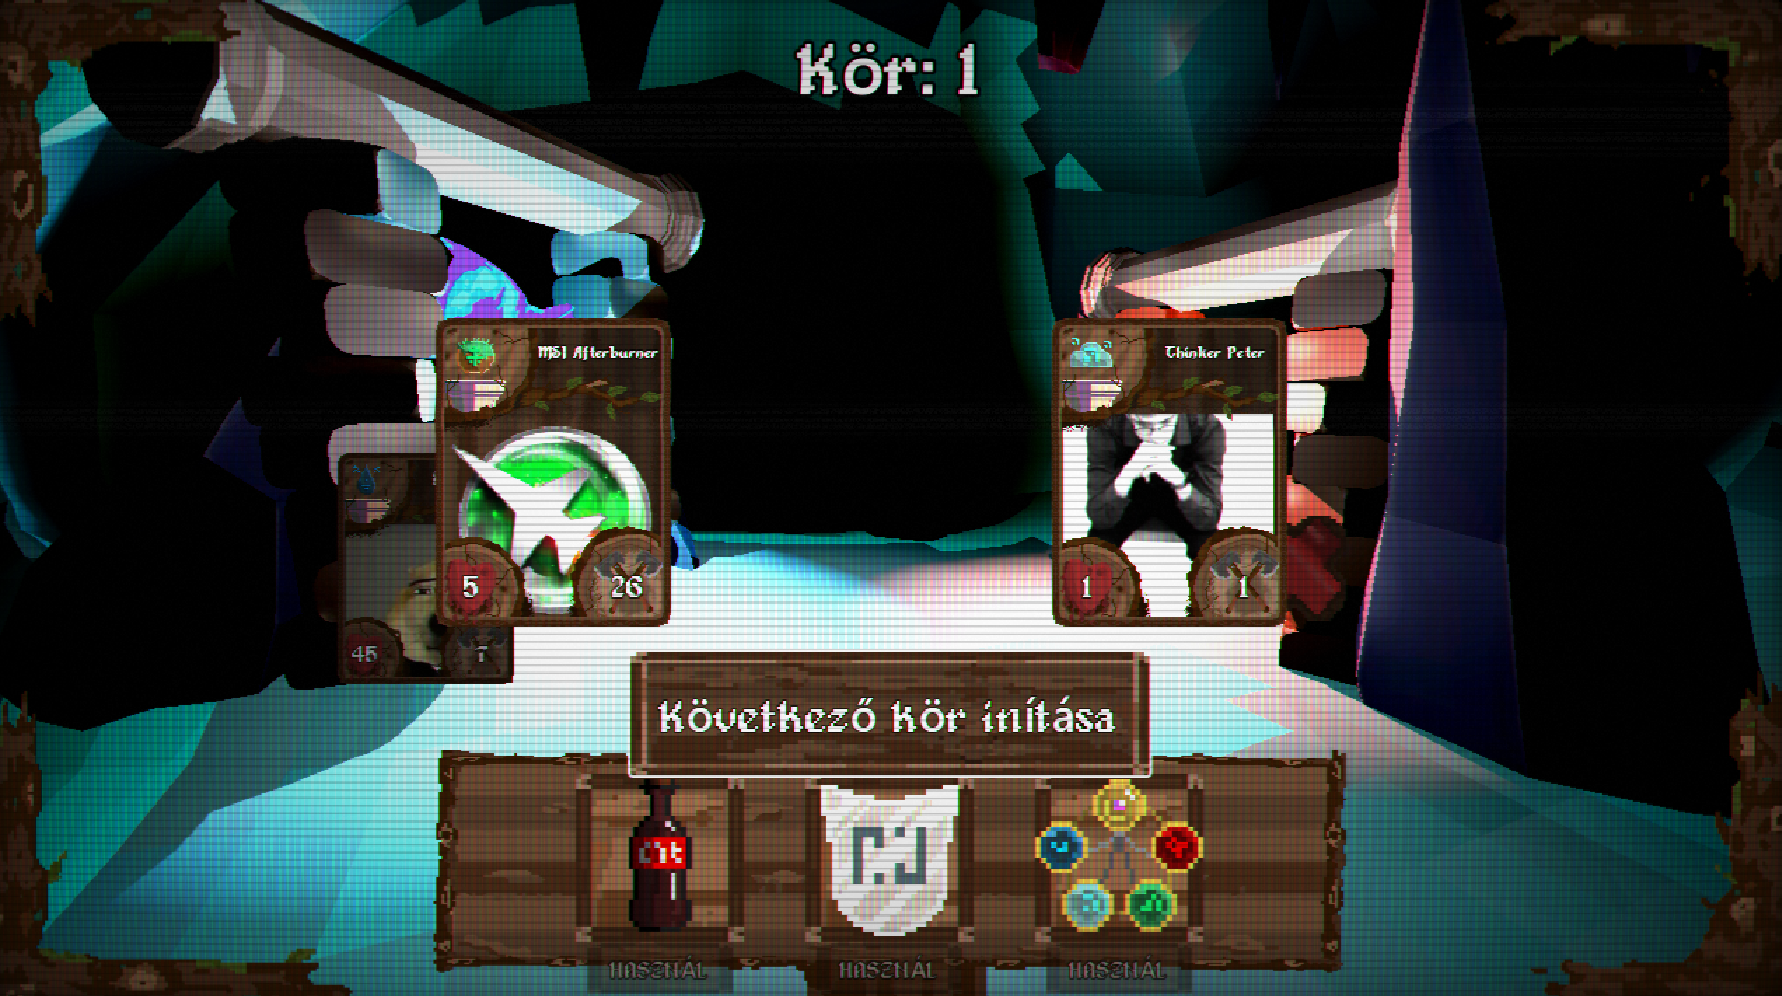 Kör: 1
MSI Afterburner
Thinker Peter
5
26
1
1
45
7
Következő kör inítása
HASZNÁL
HASZNÁL
HASZNÁL